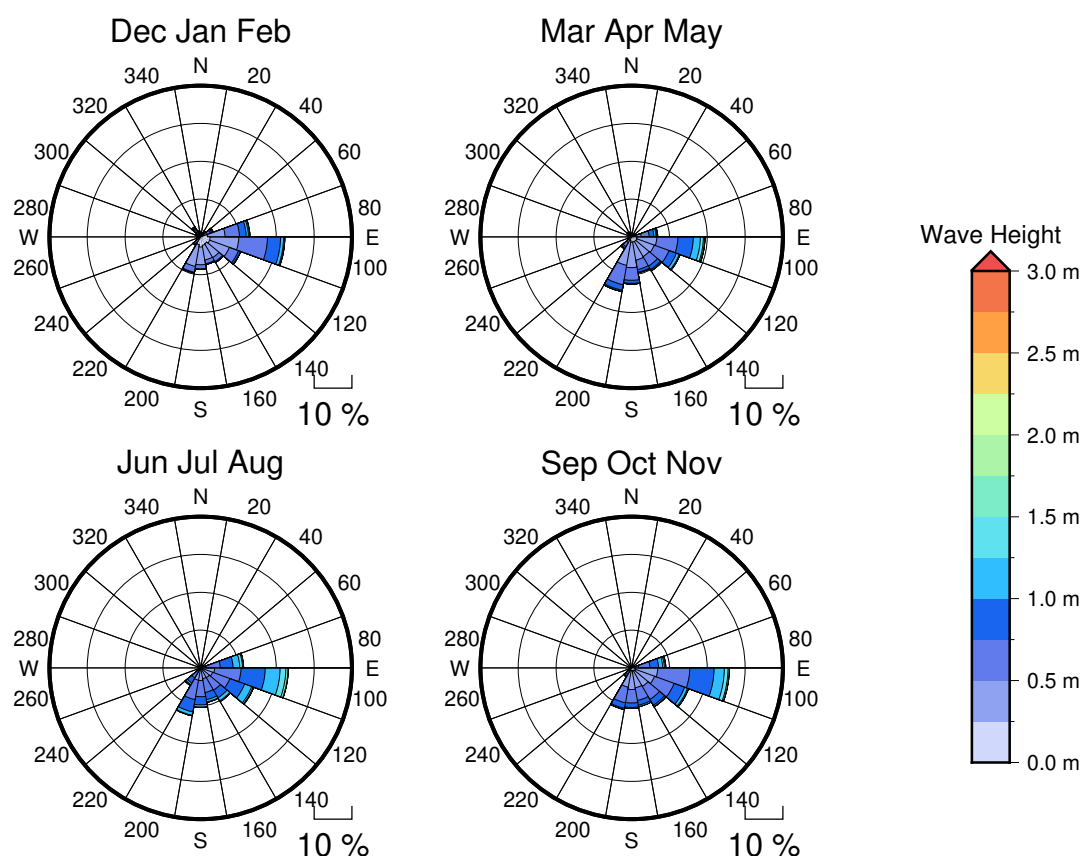 Dec Jan Feb
N
20
40
60
80
E
100
120
140
160
S
200
220
240
260
W
280
300
320
340
10 %
Mar Apr May
N
20
40
60
80
E
100
120
140
160
S
200
220
240
260
W
280
300
320
340
10 %
Jun Jul Aug
N
20
40
60
80
E
100
120
140
160
S
200
220
240
260
W
280
300
320
340
10 %
Sep Oct Nov
N
20
40
60
80
E
100
120
140
160
S
200
220
240
260
W
280
300
320
340
10 %
Wave Height
3.0 m
2.5 m
2.0 m
1.5 m
1.0 m
0.5 m
0.0 m